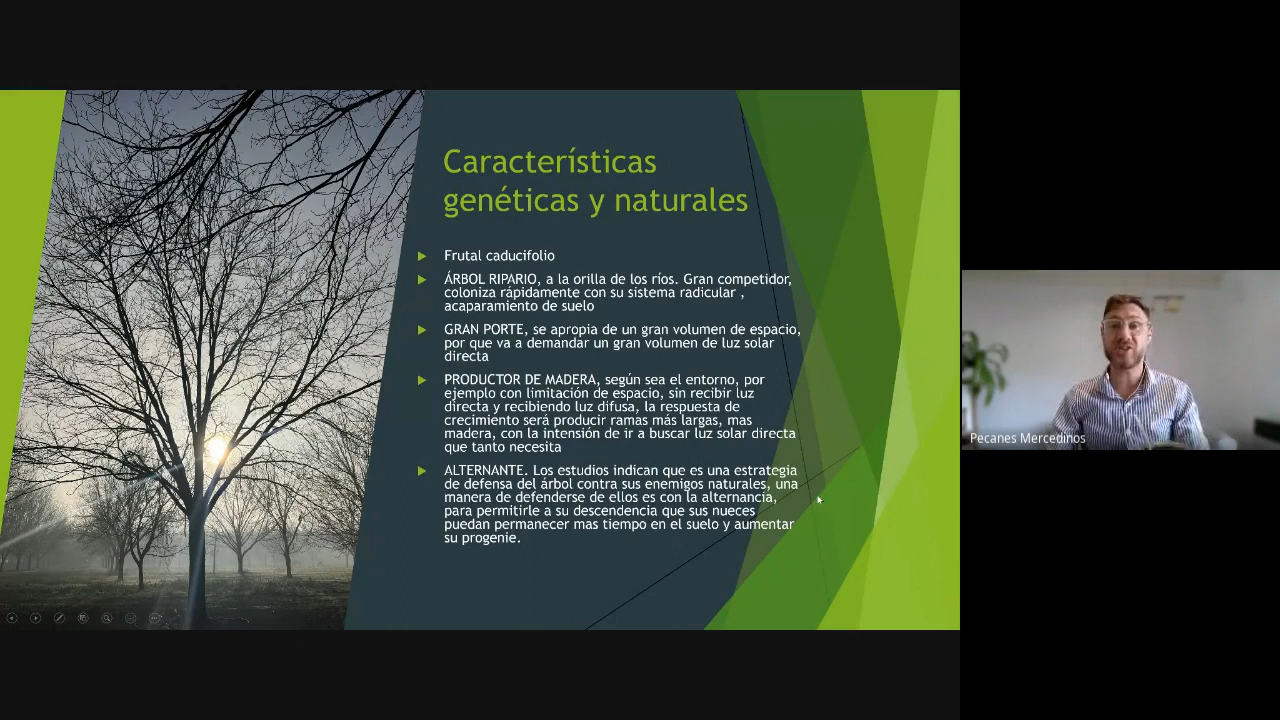 Características
genéticas y naturales
Frutal caducifolio
ÁRBOL RIPARIO, a la orilla de los ríos. Gran competidor,
coloniza rápidamente con su sistema radicular ,
acaparamiento de suelo
GRAN PORTE, se apropia de un gran volumen de espacio,
por que va a demandar un gran volumen de luz solar
directa
PRODUCTOR DE MADERA, según sea el entorno, por
ejemplo con limitación de espacio, sin recibir luz
directa y recibiendo luz difusa, la respuesta de
crecimiento será producir ramas más largas, mas
madera, con la intensión de ir a buscar luz solar directa
que tanto necesita
ALTERNANTE. Los estudios indican que es una estrategia
de defensa del árbol contra sus enemigos naturales, una
manera de defenderse de ellos es con la alternancia,
para permitirle a su descendencia que sus nueces
puedan permanecer mas tiempo en el suelo y aumentar
su progenie.
Pecanes Mercedinos